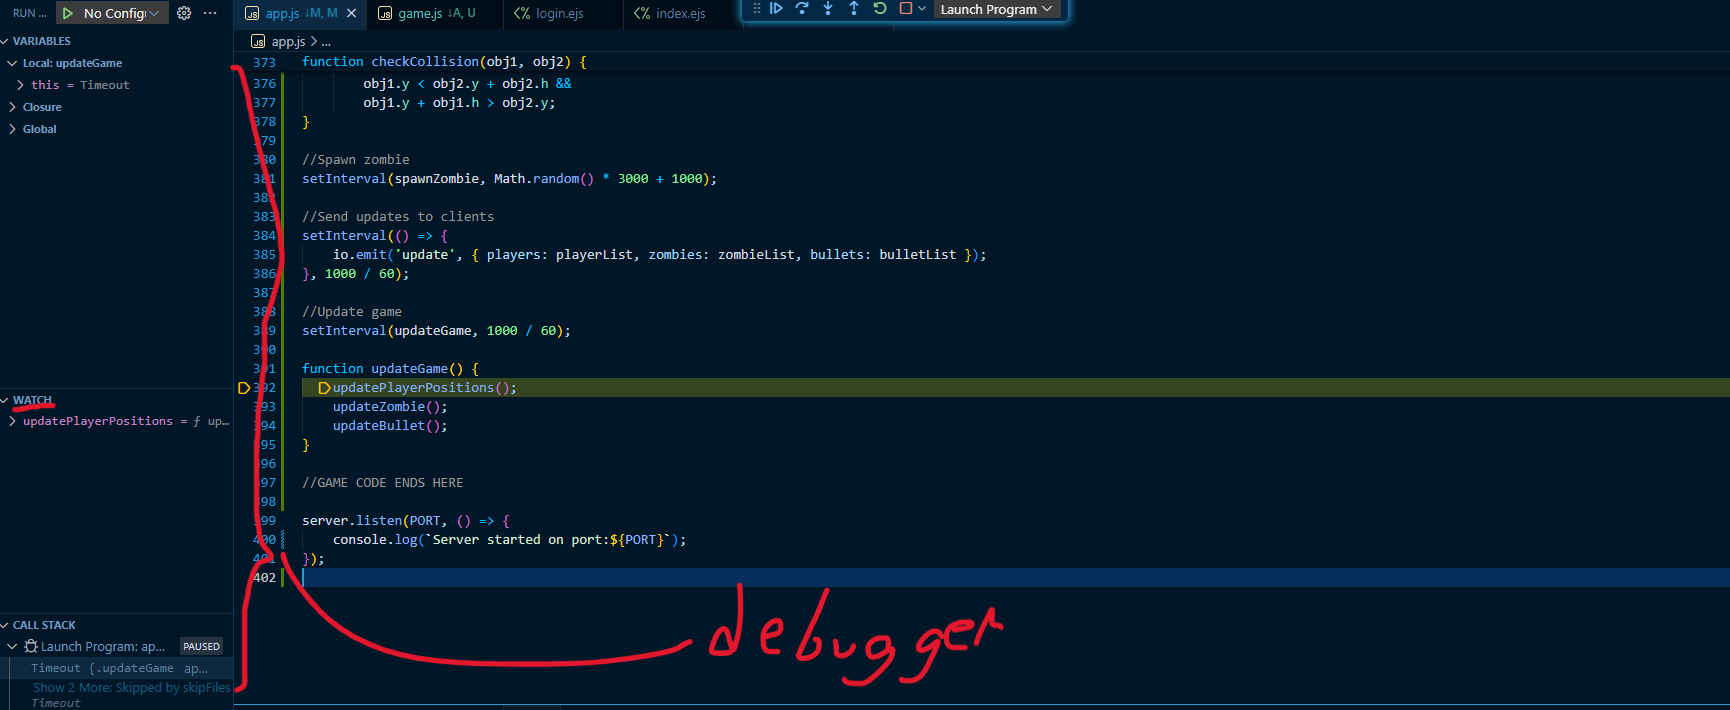 RUN ... No Config ...
app.js ↓M, M
game.js ↓A, U
login.ejs
index.ejs
Launch Program
VARIABLES
Local: updateGame
this = Timeout
Closure
Global
WATCH
updatePlayerPositions = ƒ up...
CALL STACK
Launch Program: ap... PAUSED
Timeout {.updateGame ap...
Show 2 More: Skipped by skipFiles
Timeout
app.js > ...
373 function checkCollision(obj1, obj2) {
376 obj1.y < obj2.y + obj2.h &&
377 obj1.y + obj1.h > obj2.y;
378 }
379
380 //Spawn zombie
381 setInterval(spawnZombie, Math.random() * 3000 + 1000);
382
383 //Send updates to clients
384 setInterval(() => {
385 io.emit('update', { players: playerList, zombies: zombieList, bullets: bulletList });
386 }, 1000 / 60);
387
388 //Update game
389 setInterval(updateGame, 1000 / 60);
390
391 function updateGame() {
392 updatePlayerPositions();
393 updateZombie();
394 updateBullet();
395 }
396
397 //GAME CODE ENDS HERE
398
399 server.listen(PORT, () => {
400 console.log(`Server started on port:${PORT}`);
401 });
402
debugger